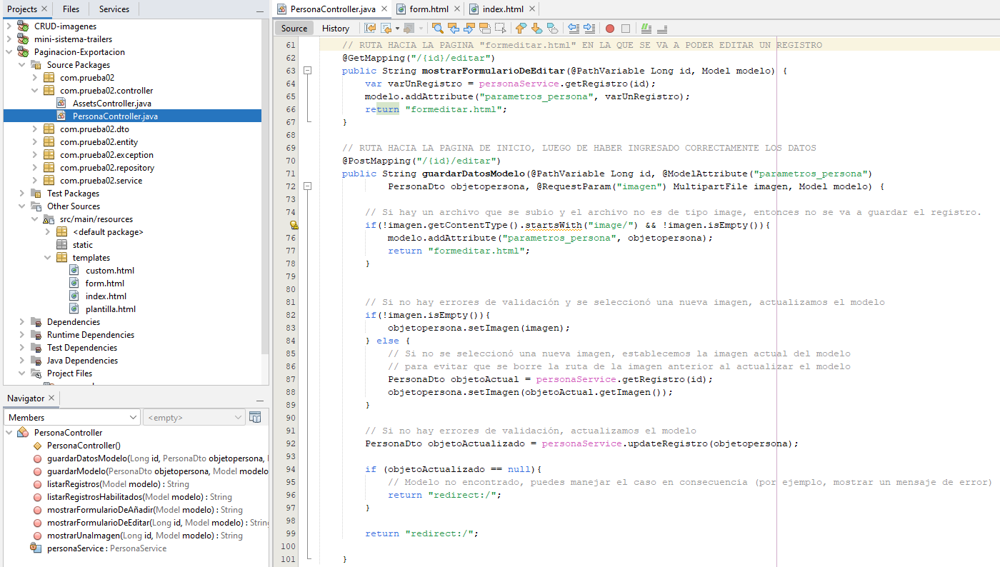 Projects
Files
Services
CRUD-imagenes
mini-sistema-trailers
Paginacion-Exportacion
Source Packages
com.prueba02
com.prueba02.controller
AssetsController.java
PersonaController.java
com.prueba02.dto
com.prueba02.entity
com.prueba02.exception
com.prueba02.repository
com.prueba02.service
Test Packages
Other Sources
src/main/resources
<default package>
static
templates
custom.html
form.html
index.html
plantilla.html
Dependencies
Runtime Dependencies
Test Dependencies
Java Dependencies
Project Files
Navigator
Members
<empty>
PersonaController
PersonaController()
guardarDatosModelo(Long id, PersonaDto objetopersona,
guardarModelo(PersonaDto objetopersona, Model modelo
listarRegistros(Model modelo) : String
listarRegistrosHabilitados(Model modelo) : String
mostrarFormularioDeAñadir(Model modelo) : String
mostrarFormularioDeEditar(Long id, Model modelo) : String
mostrarUnaImagen(Long id, Model modelo) : String
personaService : PersonaService
PersonaController.java
form.html
index.html
Source
History
61 // RUTA HACIA LA PAGINA "formeditar.html" EN LA QUE SE VA A PODER EDITAR UN REGISTRO
62 @GetMapping("/{id}/editar")
63 public String mostrarFormularioDeEditar(@PathVariable Long id, Model modelo) {
64 var varUnRegistro = personaService.getRegistro(id);
65 modelo.addAttribute("parametros_persona", varUnRegistro);
66 return "formeditar.html";
67 }
68
69 // RUTA HACIA LA PAGINA DE INICIO, LUEGO DE HABER INGRESADO CORRECTAMENTE LOS DATOS
70 @PostMapping("/{id}/editar")
71 public String guardarDatosModelo(@PathVariable Long id, @ModelAttribute("parametros_persona")
72 PersonaDto objetopersona, @RequestParam("imagen") MultipartFile imagen, Model modelo) {
73
74 // Si hay un archivo que se subio y el archivo no es de tipo image, entonces no se va a guardar el registro.
if(!imagen.getContentType().startsWith("image/") && !imagen.isEmpty()){
76 modelo.addAttribute("parametros_persona", objetopersona);
77 return "formeditar.html";
78 }
79
80
81 // Si no hay errores de validación y se seleccionó una nueva imagen, actualizamos el modelo
82 if(!imagen.isEmpty()){
83 objetopersona.setImagen(imagen);
84 } else {
85 // Si no se seleccionó una nueva imagen, establecemos la imagen actual del modelo
86 // para evitar que se borre la ruta de la imagen anterior al actualizar el modelo
87 PersonaDto objetoActual = personaService.getRegistro(id);
88 objetopersona.setImagen(objetoActual.getImagen());
89 }
90
91 // Si no hay errores de validación, actualizamos el modelo
92 PersonaDto objetoActualizado = personaService.updateRegistro(objetopersona);
93
94 if (objetoActualizado == null){
95 // Modelo no encontrado, puedes manejar el caso en consecuencia (por ejemplo, mostrar un mensaje de error)
96 return "redirect:/";
97 }
98
99 return "redirect:/";
100
101 }